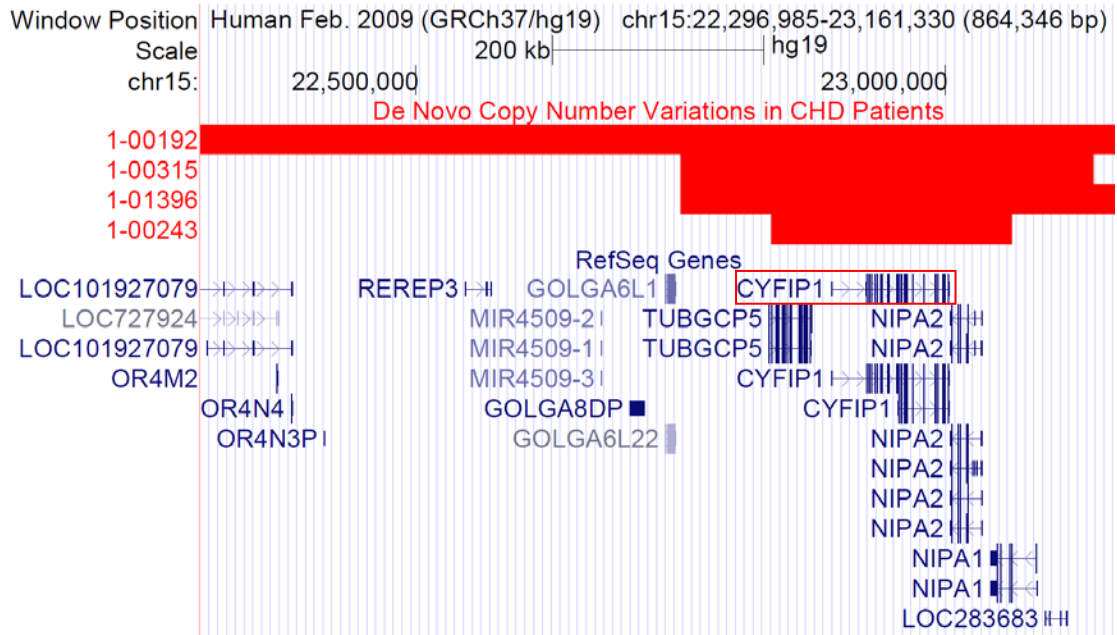 Window Position Human Feb. 2009 (GRCh37/hg19) chr15:22,296,985-23,161,330 (864,346 bp)
Scale 200 kb hg19
chr15: 22,500,000 23,000,000
De Novo Copy Number Variations in CHD Patients
1-00192
1-00315
1-01396
1-00243
RefSeq Genes
LOC101927079 REREP3 GOLGA6L1 CYFIP1
LOC727924 MIR4509-2 TUBGCP5 NIPA2
LOC101927079 MIR4509-1 TUBGCP5 NIPA2
OR4M2 MIR4509-3 CYFIP1
OR4N4 GOLGA8DP CYFIP1
OR4N3P GOLGA6L22 NIPA2
NIPA2
NIPA2
NIPA2
NIPA1
NIPA1
LOC283683